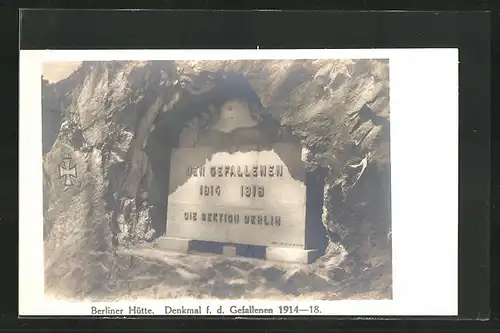 DEN GEFALLENEN
1914 1918
DIE SEKTION BERLIN
Berliner Hütte. Denkmal f. d. Gefallenen 1914—18.